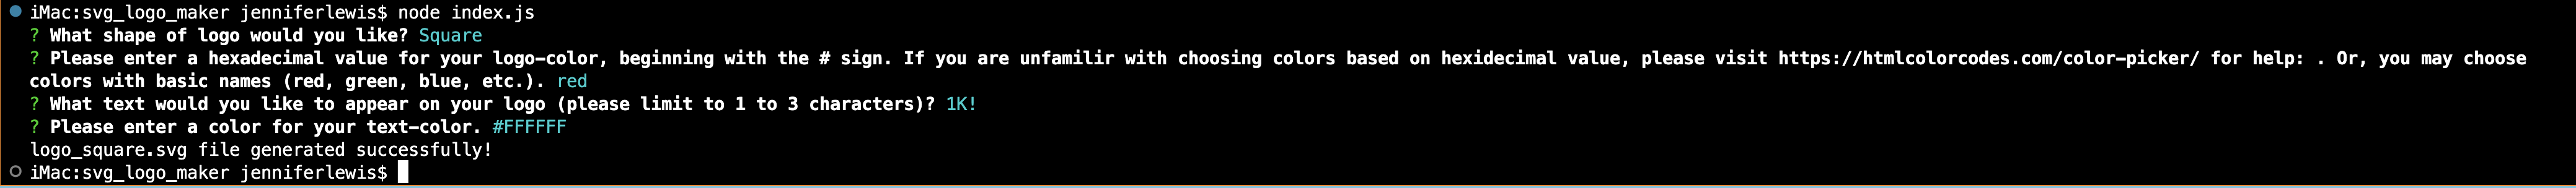 iMac:svg_logo_maker jenniferlewis$ node index.js
? What shape of logo would you like? Square
? Please enter a hexadecimal value for your logo-color, beginning with the # sign. If you are unfamilir with choosing colors based on hexidecimal value, please visit https://htmlcolorcodes.com/color-picker/ for help: . Or, you may choose
colors with basic names (red, green, blue, etc.). red
? What text would you like to appear on your logo (please limit to 1 to 3 characters)? 1K!
? Please enter a color for your text-color. #FFFFFF
logo_square.svg file generated successfully!
iMac:svg_logo_maker jenniferlewis$